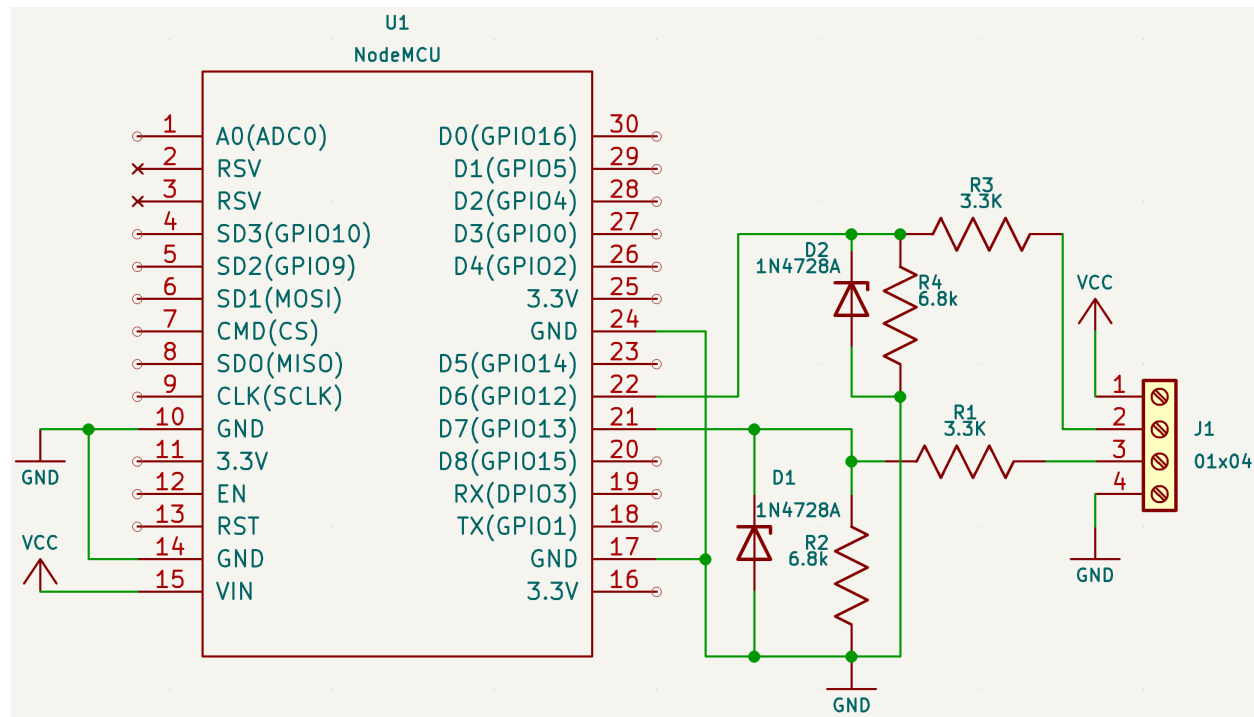 U1
NodeMCU
1 A0(ADC0)
2 RSV
3 RSV
4 SD3(GPIO10)
5 SD2(GPIO9)
6 SD1(MOSI)
7 CMD(CS)
8 SDO(MISO)
9 CLK(SCLK)
10 GND
11 3.3V
12 EN
13 RST
14 GND
15 VIN
GND
VCC
D0(GPIO16) 30
D1(GPIO5) 29
D2(GPIO4) 28
D3(GPIO0) 27
D4(GPIO2) 26
3.3V 25
GND 24
D5(GPIO14) 23
D6(GPIO12) 22
D7(GPIO13) 21
D8(GPIO15) 20
RX(DPIO3) 19
TX(GPIO1) 18
GND 17
3.3V 16
R3
3.3K
D2
1N4728A
R4
6.8k
R1
3.3K
D1
1N4728A
R2
6.8k
GND
VCC
1
2
3
4
J1
01x04
GND